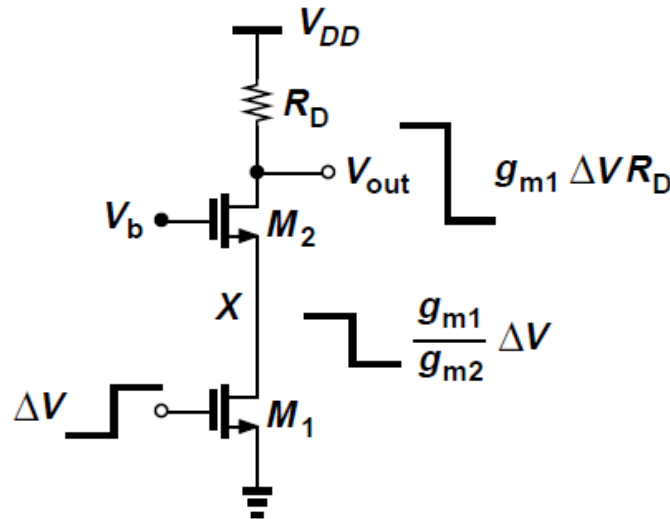 V_DD
R_D
V_out
g_m1 ΔV R_D
V_b
M_2
X
g_m1
g_m2
ΔV
ΔV
M_1